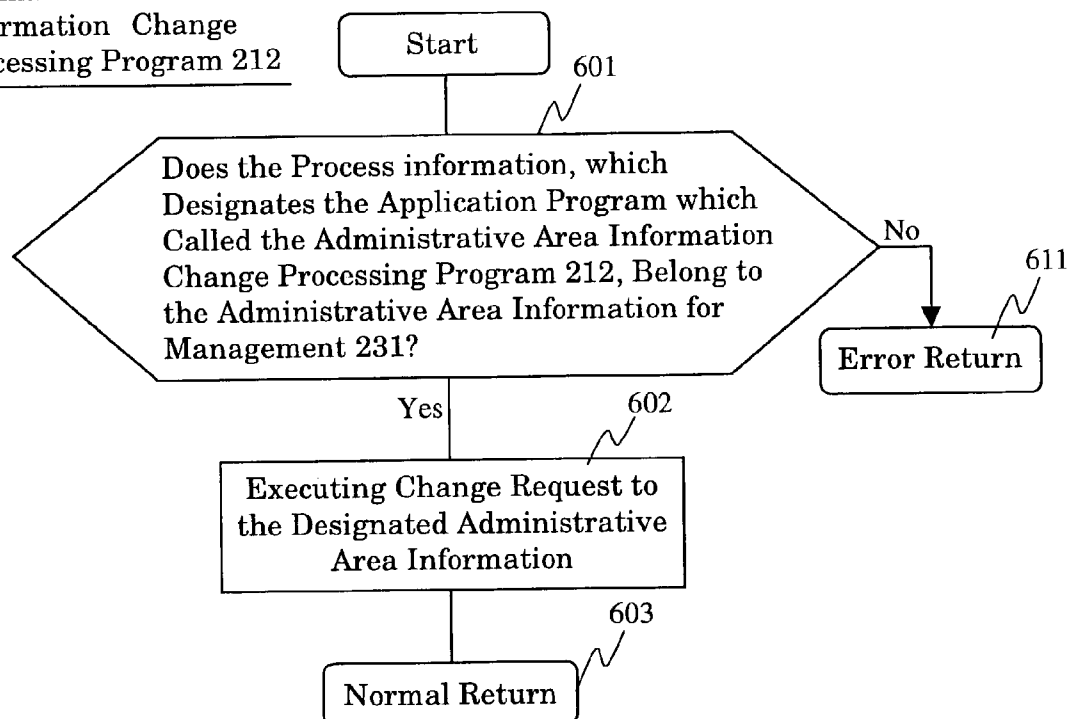 Change
Processing Program 212
Start
601
Does the Process information, which
Designates the Application Program which
Called the Administrative Area Information
Change Processing Program 212, Belong to
the Administrative Area Information for
Management 231?
No
611
Error Return
Yes
602
Executing Change Request to
the Designated Administrative
Area Information
603
Normal Return